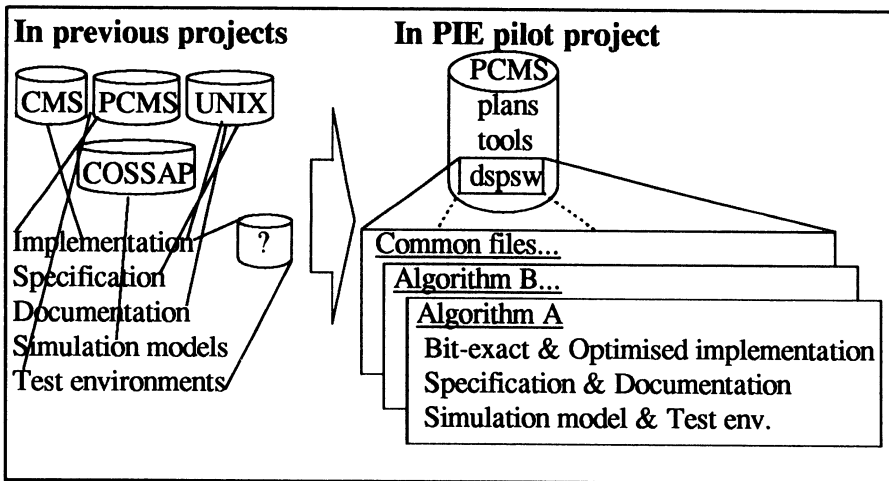 In previous projects
CMS
PCMS
UNIX
COSSAP
?
Implementation
Specification
Documentation
Simulation models
Test environments
In PIE pilot project
PCMS
plans
tools
dspsw
Common files...
Algorithm B...
Algorithm A
Bit-exact & Optimised implementation
Specification & Documentation
Simulation model & Test env.